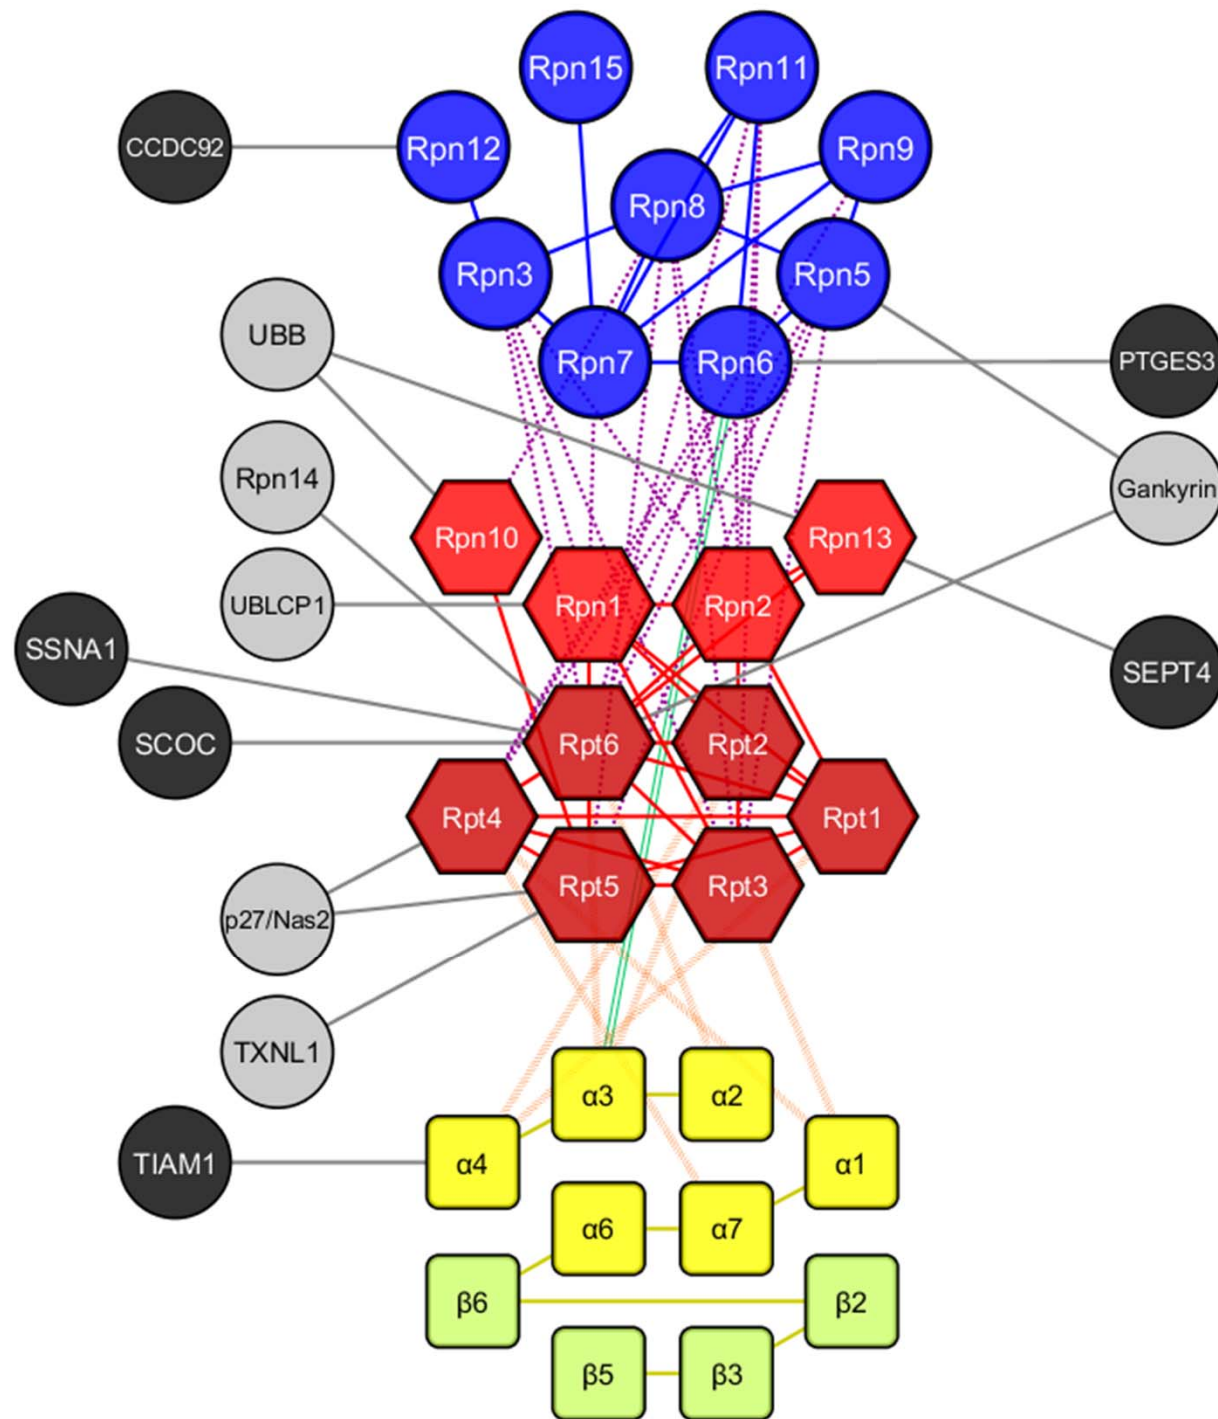 Rpn15
Rpn11
CCDC92
Rpn12
Rpn9
Rpn8
Rpn3
Rpn5
UBB
Rpn7
Rpn6
PTGES3
Rpn14
Gankyrin
Rpn10
Rpn13
UBLCP1
Rpn1
Rpn2
SSNA1
SEPT4
SCOC
Rpt6
Rpt2
Rpt4
Rpt1
Rpt5
Rpt3
p27/Nas2
TXNL1
α3
α2
TIAM1
α4
α1
α6
α7
β6
β2
β5
β3